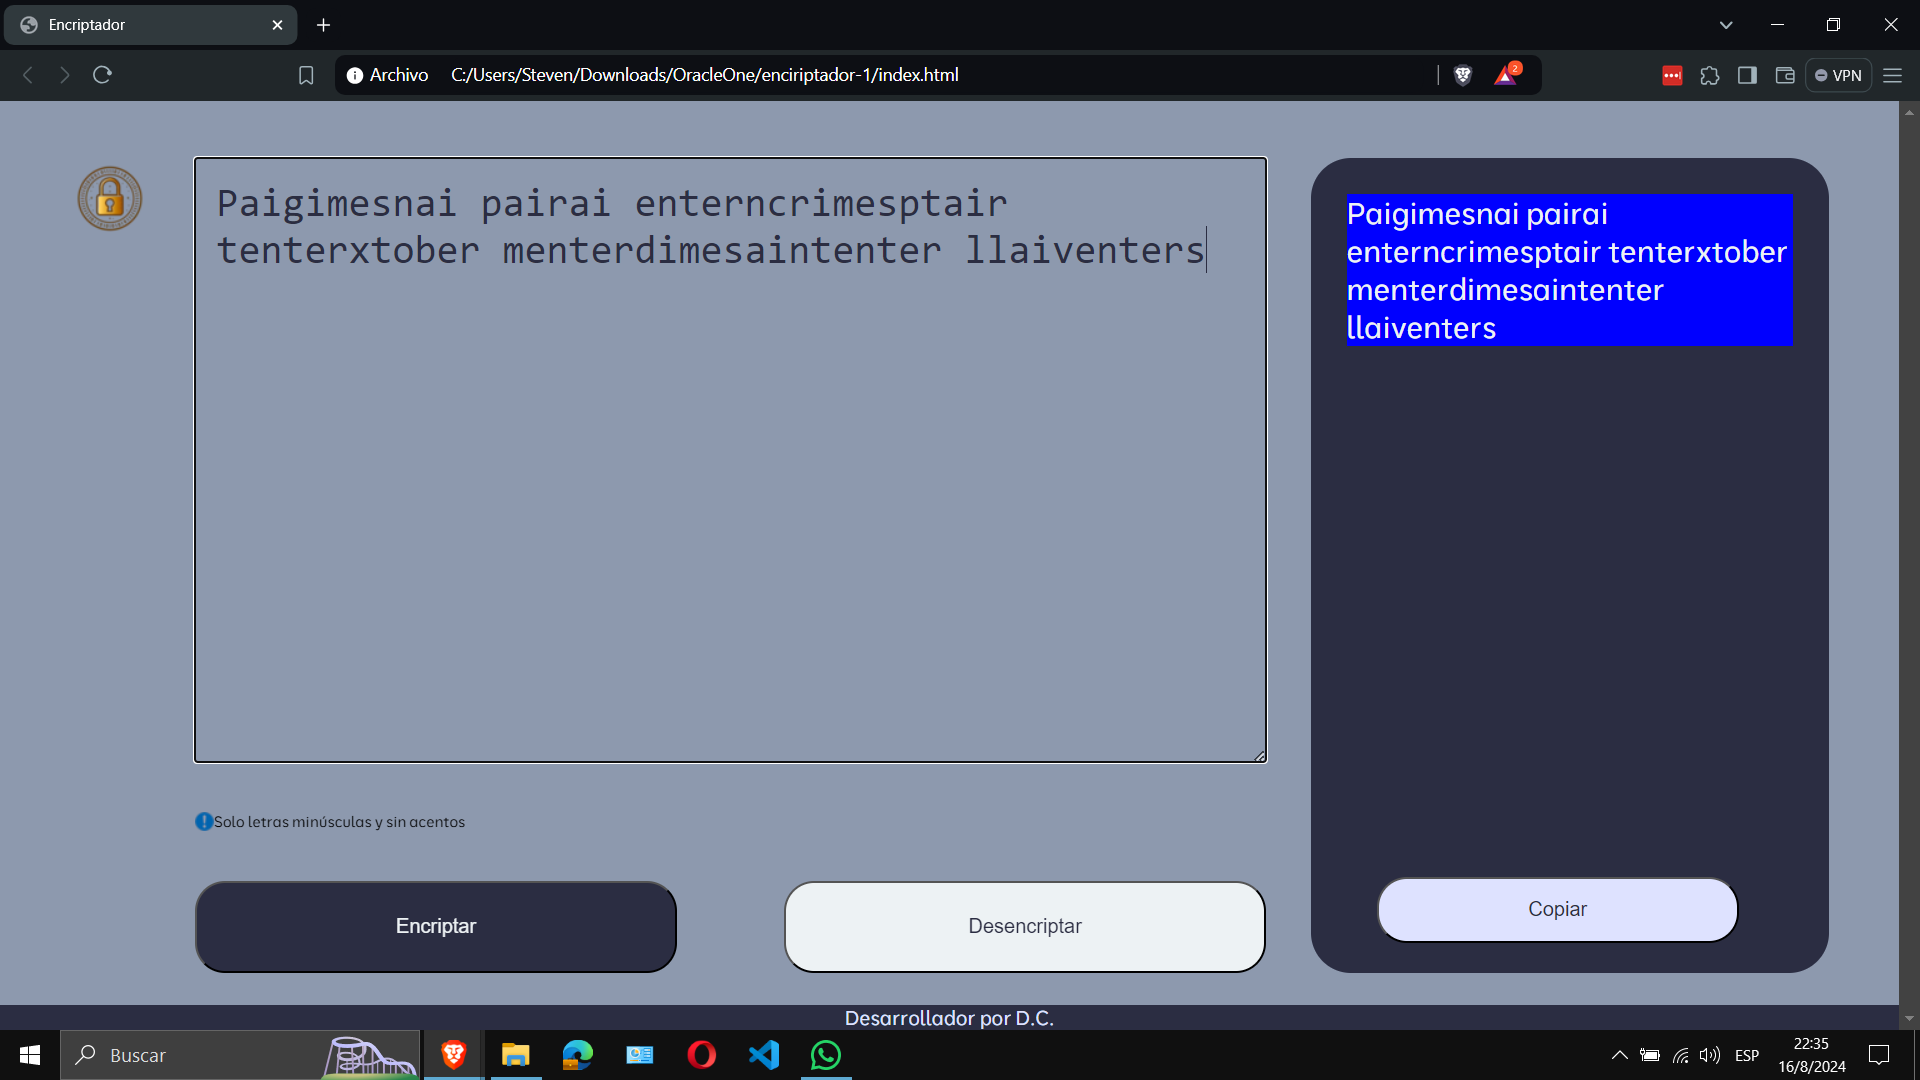 Encriptador
Archivo C:/Users/Steven/Downloads/OracleOne/enciriptador-1/index.html
2
VPN
Paigimesnai pairai enterncrimesptair
tenterxtober menterdimesaintenter llaiventers
Paigimesnai pairai
enterncrimesptair tenterxtober
menterdimesaintenter
llaiventers
Solo letras minúsculas y sin acentos
Encriptar
Desencriptar
Copiar
Desarrollador por D.C.
Buscar
ESP
22:35
16/8/2024